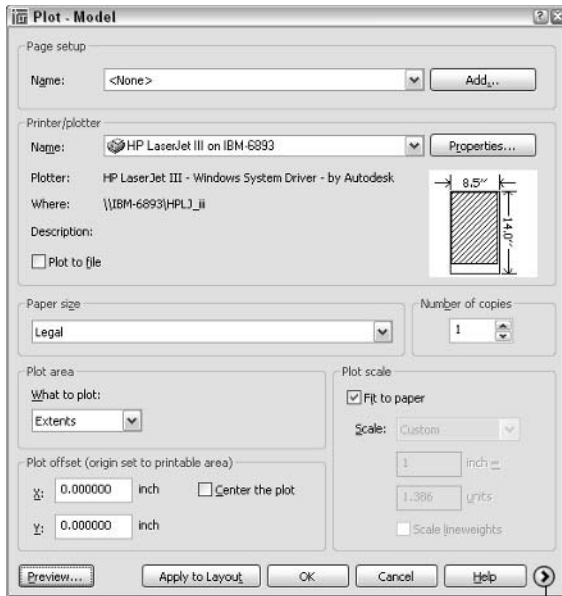 Plot - Model
Page setup
Name: <None> Add...
Printer/plotter
Name: HP LaserJet III on IBM-6893 Properties...
Plotter: HP LaserJet III - Windows System Driver - by Autodesk
Where: \\IBM-6893\HPLJ_iii
Description:
Plot to file
8.5″
14.0″
Paper size
Legal
Number of copies
1
Plot area
What to plot:
Extents
Plot offset (origin set to printable area)
X: 0.000000 inch Center the plot
Y: 0.000000 inch
Plot scale
Fit to paper
Scale: Custom
1 inch =
1.386 units
Scale lineweights
Preview... Apply to Layout OK Cancel Help